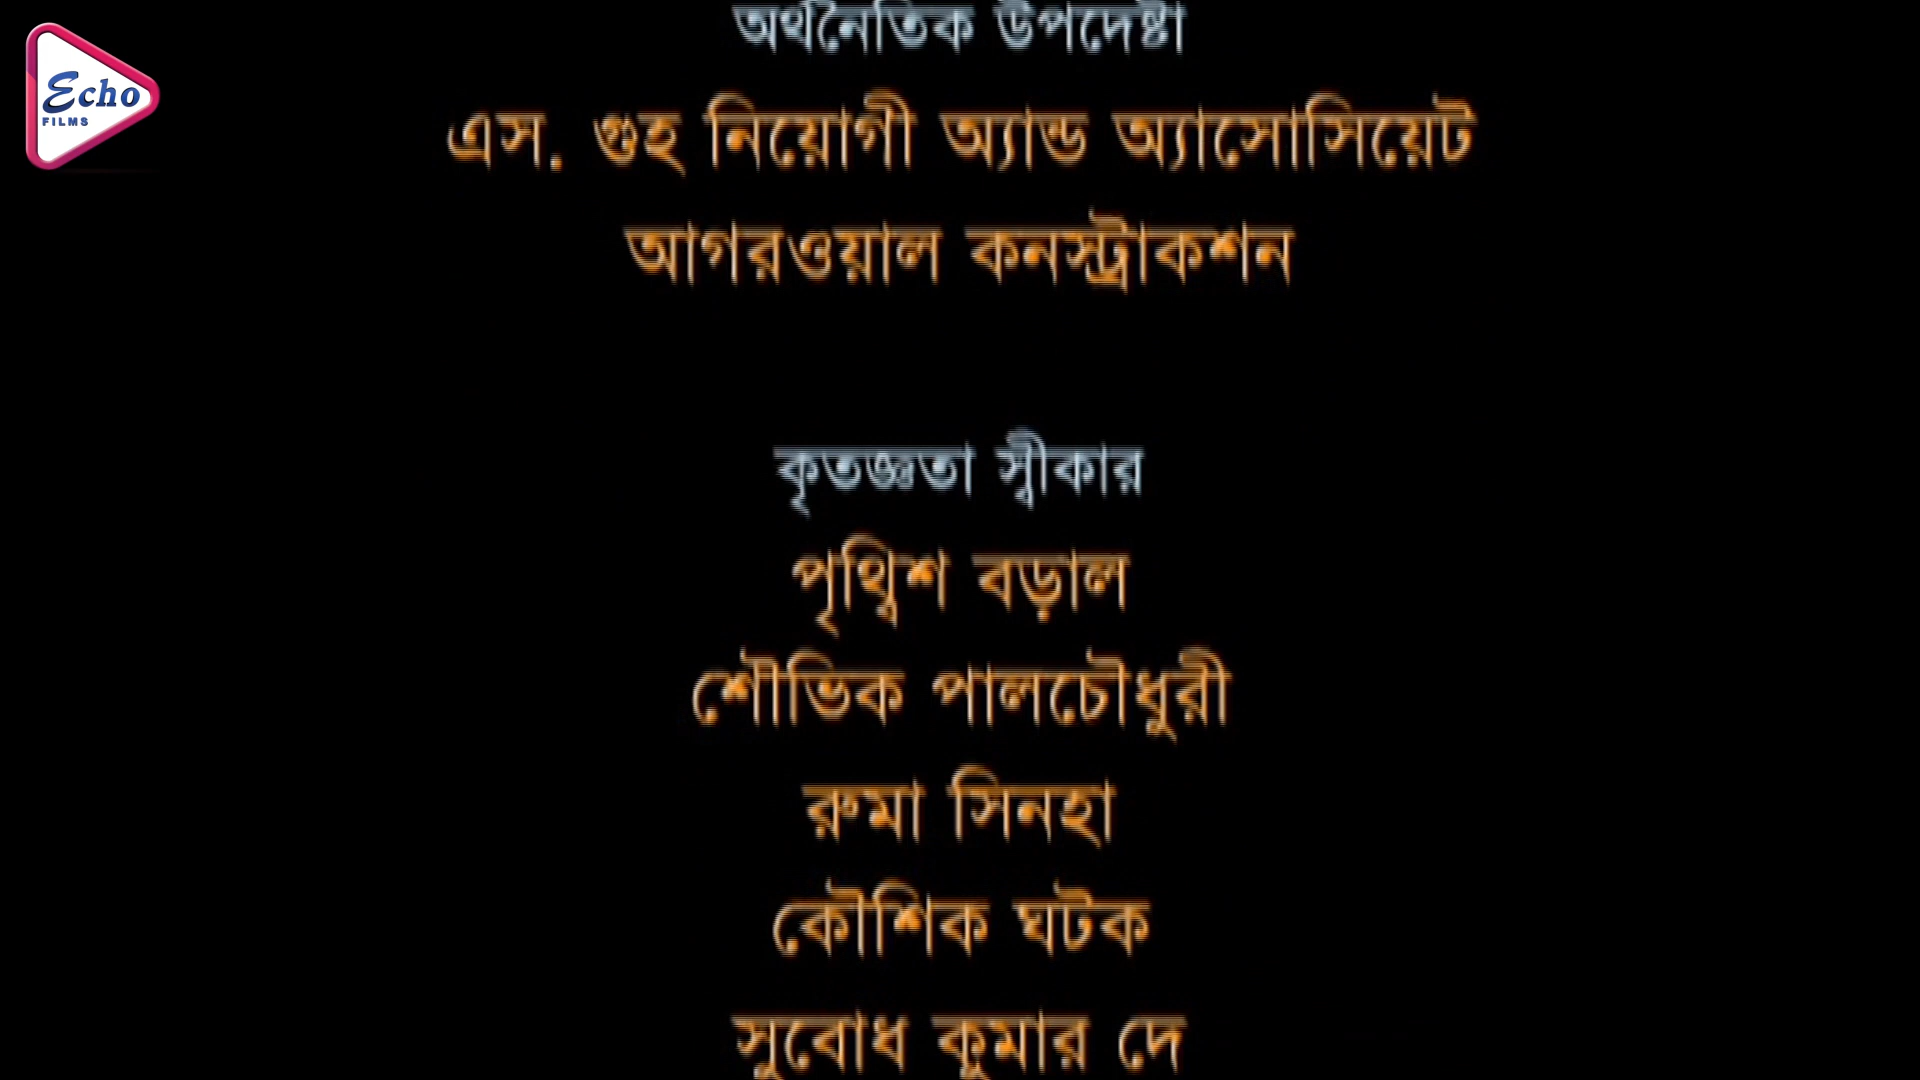 Echo
FILMS
অর্থনৈতিক উপদেষ্টা
এস. গুহ নিয়োগী অ্যান্ড অ্যাসোসিয়েট
আগরওয়াল কনস্ট্রাকশন
কৃতজ্ঞতা স্বীকার
পৃথ্বিশ বড়াল
শৌভিক পালচৌধুরী
রুমা সিনহা
কৌশিক ঘটক
সুবোধ কুমার দে